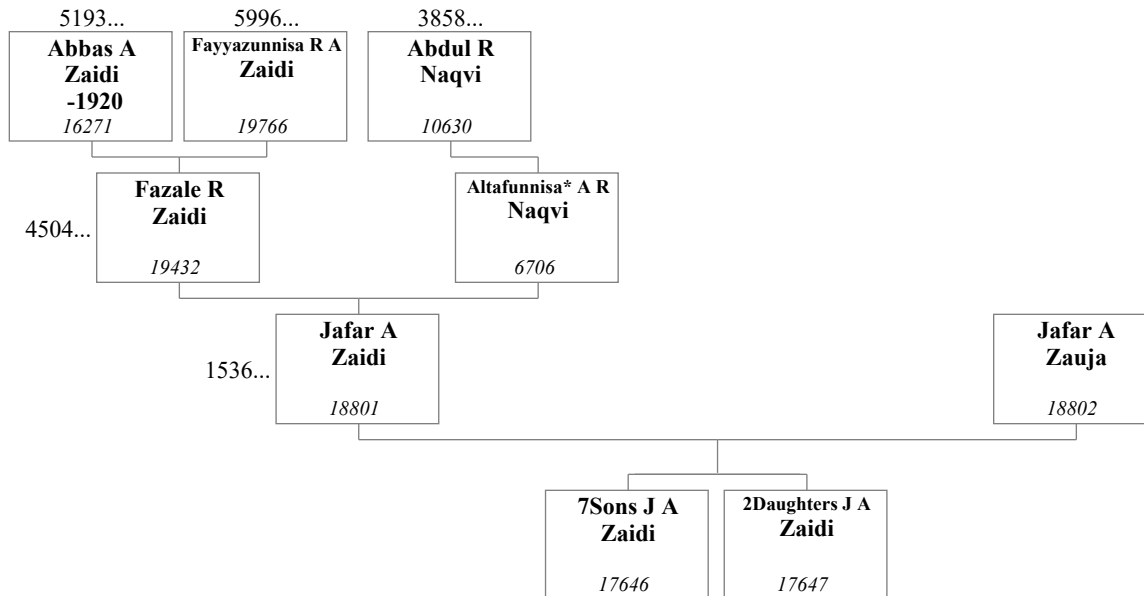 5193...
5996...
3858...
Abbas A
Zaidi
-1920
16271
Fayyazunnisa R A
Zaidi
19766
Abdul R
Naqvi
10630
4504...
Fazale R
Zaidi
19432
Altafunnisa* A R
Naqvi
6706
1536...
Jafar A
Zaidi
18801
Jafar A
Zauja
18802
7Sons J A
Zaidi
17646
2Daughters J A
Zaidi
17647